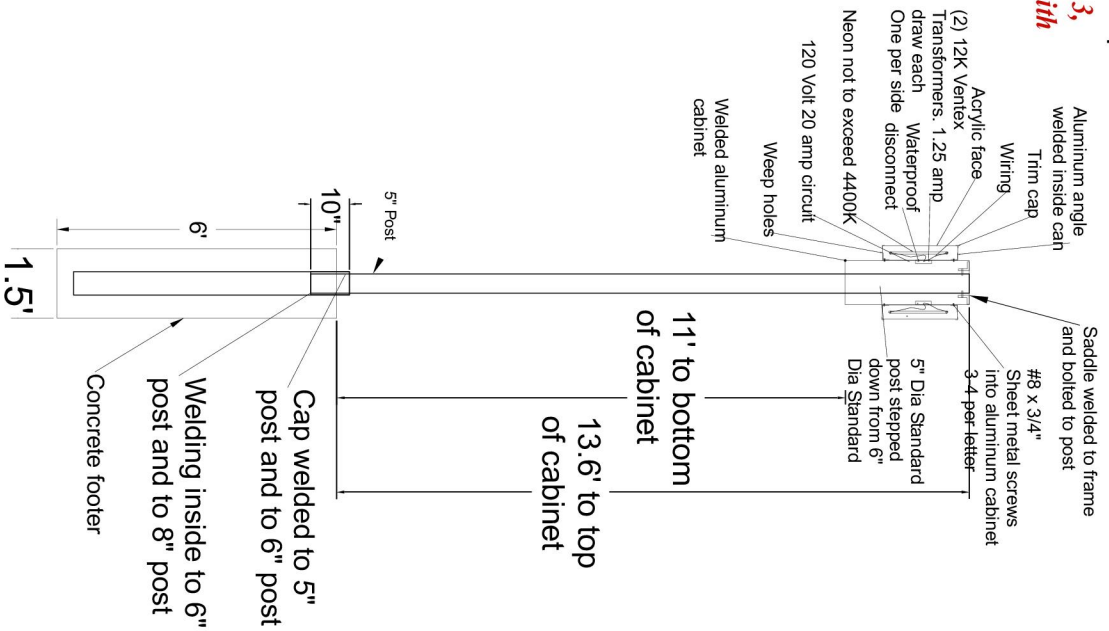 3,
ith
Aluminum angle
welded inside can
Trim cap
Wiring
Acrylic face
(2) 12K Ventex
Transformers. 1.25 amp
draw each
One per side
Waterproof
disconnect
Neon not to exceed 4400K
120 Volt 20 amp circuit
Weep holes
Welded aluminum
cabinet
Saddle welded to frame
and bolted to post
#8 x 3/4"
Sheet metal screws
into aluminum cabinet
3-4 per letter
5" Dia Standard
post stepped
down from 6"
Dia Standard
11' to bottom
of cabinet
13.6' to top
of cabinet
5" Post
10"
6'
1.5'
Cap welded to 5"
post and to 6" post
Welding inside to 6"
post and to 8" post
Concrete footer